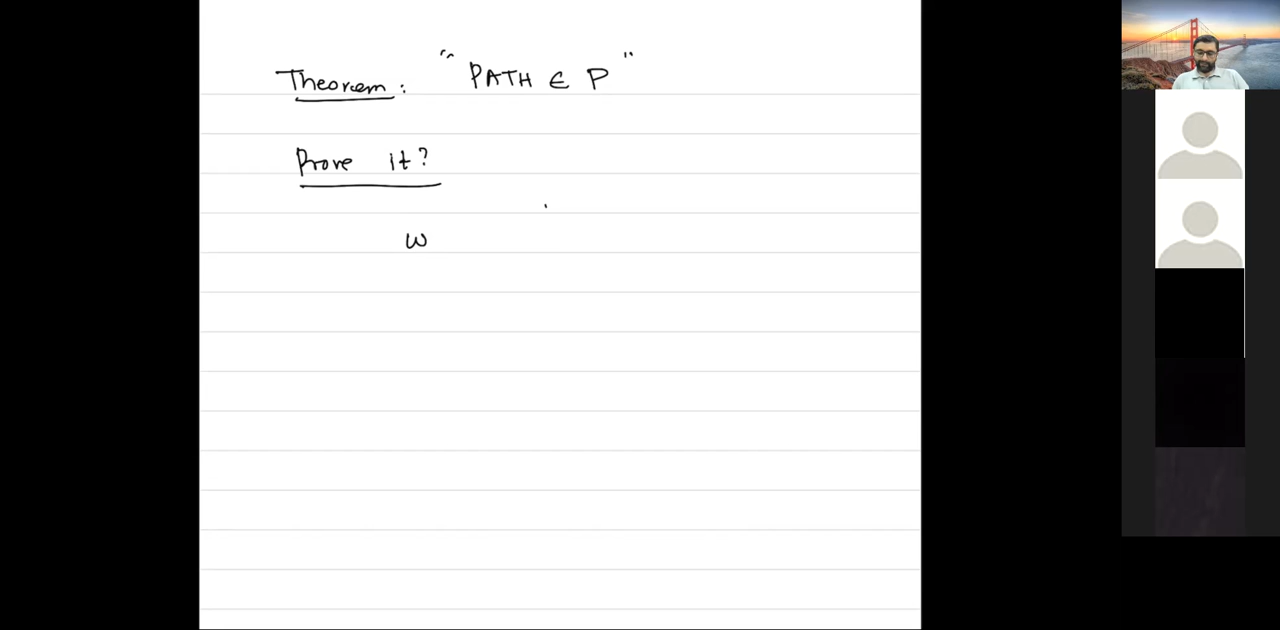 Theorem: " PATH ∈ P "
Prove it?
w